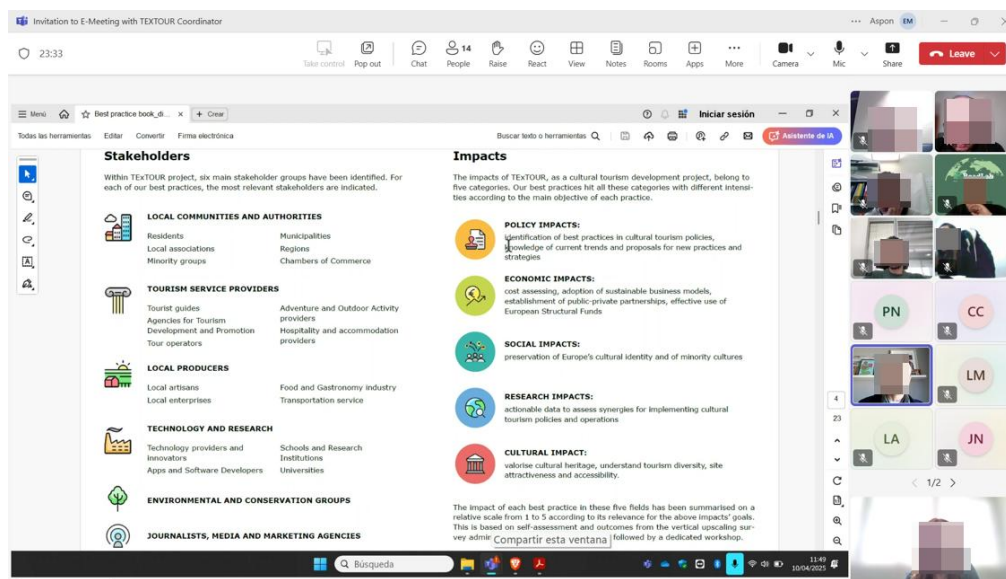 Invitation to E-Meeting with TEXTOUR Coordinator
Aspon EM
23:33
Take control
Pop out
Chat
14
People
Raise
React
View
Notes
Rooms
Apps
More
Camera
Mic
Share
Leave
Menú
Best practice book_di...
+ Crear
Iniciar sesión
Todas las herramientas
Editar
Convertir
Firma electrónica
Buscar texto o herramientas
Asistente de IA
Stakeholders
Within TExTOUR project, six main stakeholder groups have been identified. For
each of our best practices, the most relevant stakeholders are indicated.
LOCAL COMMUNITIES AND AUTHORITIES
Residents
Local associations
Minority groups
Municipalities
Regions
Chambers of Commerce
TOURISM SERVICE PROVIDERS
Tourist guides
Agencies for Tourism
Development and Promotion
Tour operators
Adventure and Outdoor Activity
providers
Hospitality and accommodation
providers
LOCAL PRODUCERS
Local artisans
Local enterprises
Food and Gastronomy industry
Transportation service
TECHNOLOGY AND RESEARCH
Technology providers and
innovators
Apps and Software Developers
Schools and Research
Institutions
Universities
ENVIRONMENTAL AND CONSERVATION GROUPS
JOURNALISTS, MEDIA AND MARKETING AGENCIES
Impacts
The impacts of TExTOUR, as a cultural tourism development project, belong to
five categories. Our best practices hit all these categories with different intensi-
ties according to the main objective of each practice.
POLICY IMPACTS:
identification of best practices in cultural tourism policies,
knowledge of current trends and proposals for new practices and
strategies
ECONOMIC IMPACTS:
cost assessing, adoption of sustainable business models,
establishment of public-private partnerships, effective use of
European Structural Funds
SOCIAL IMPACTS:
preservation of Europe's cultural identity and of minority cultures
RESEARCH IMPACTS:
actionable data to assess synergies for implementing cultural
tourism policies and operations
CULTURAL IMPACT:
valorise cultural heritage, understand tourism diversity, site
attractiveness and accessibility.
The impact of each best practice in these five fields has been summarised on a
relative scale from 1 to 5 according to its relevance for the above impacts' goals.
This is based on self-assessment and outcomes from the vertical upscaling sur-
vey admi
followed by a dedicated workshop.
Compartir esta ventana
4
23
PN
CC
LM
LA
JN
1/2
Búsqueda
11:49
10/04/2025